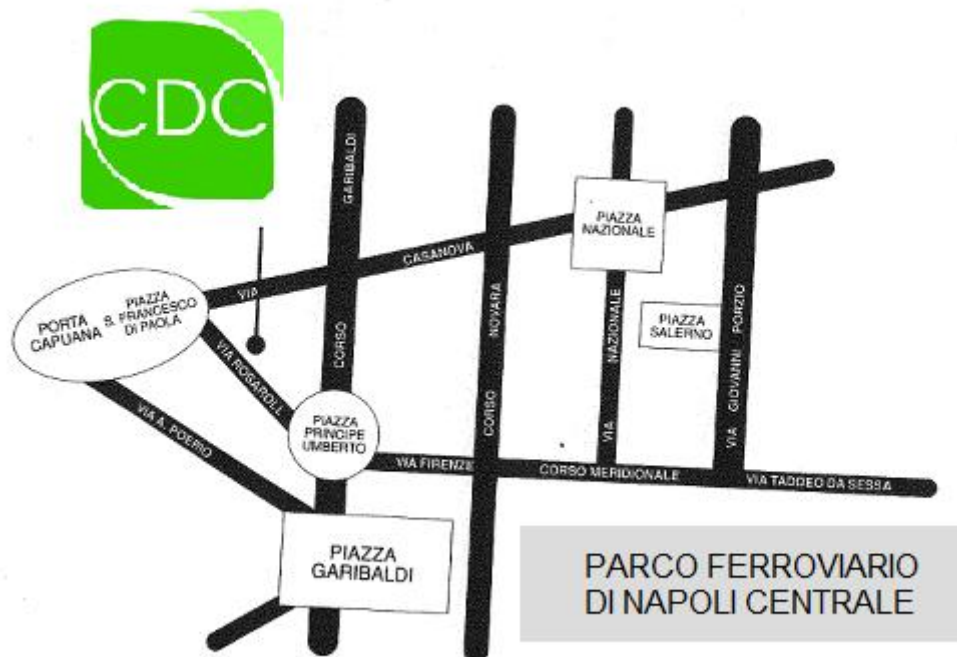 CDC
CORSO GARIBALDI
CORSO NOVARA
VIA NAZIONALE
VIA GIOVANNI PORZIO
PIAZZA
NAZIONALE
VIA CASANOVA
PORTA
CAPUANA
PIAZZA
S. FRANCESCO
DI PAOLA
PIAZZA
SALERNO
VIA ROSAROLL
VIA A. POERIO
PIAZZA
PRINCIPE
UMBERTO
VIA FIRENZE
CORSO MERIDIONALE
VIA TADDEO DA SESSA
PIAZZA
GARIBALDI
PARCO FERROVIARIO
DI NAPOLI CENTRALE